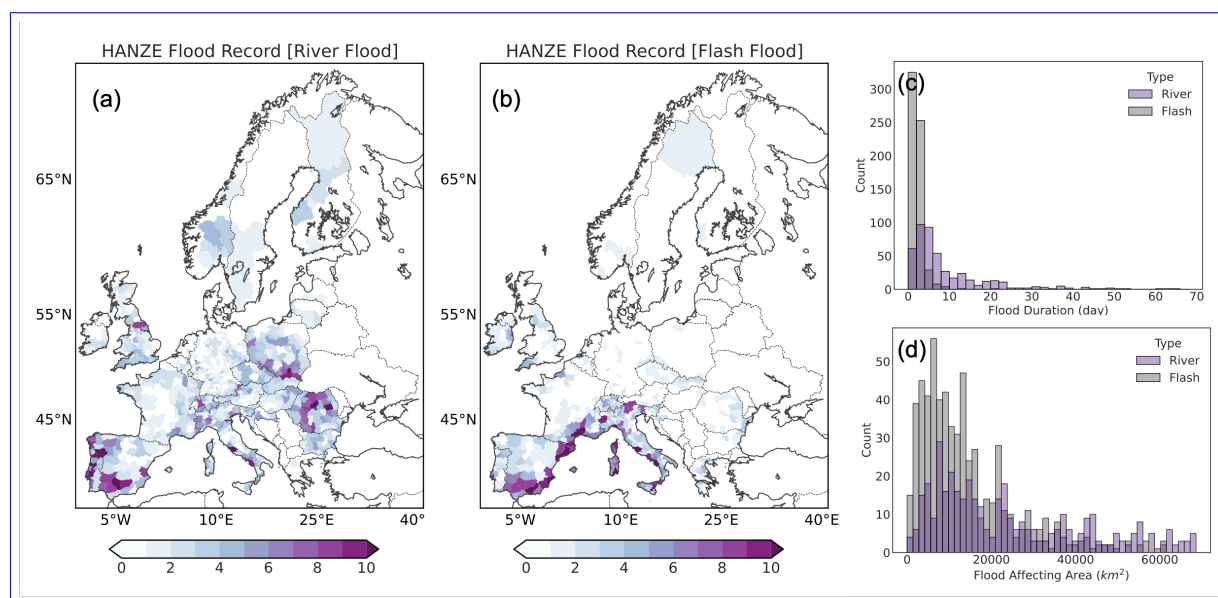 HANZE Flood Record [River Flood]
(a)
65°N
55°N
45°N
5°W 10°E 25°E 40°
0 2 4 6 8 10
HANZE Flood Record [Flash Flood]
(b)
65°N
55°N
45°N
5°W 10°E 25°E 40°E
0 2 4 6 8 10
(c)
Type
River
Flash
Count
300
250
200
150
100
50
0
0 10 20 30 40 50 60 70
Flood Duration (day)
(d)
Type
River
Flash
Count
50
40
30
20
10
0
0 20000 40000 60000
Flood Affecting Area (km²)